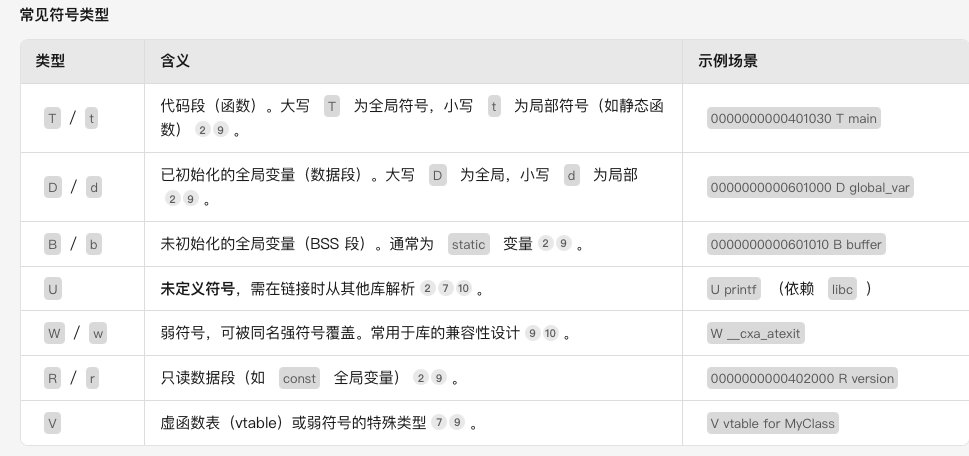 常见符号类型
类型 含义 示例场景
T / t 代码段（函数）。大写 T 为全局符号，小写 t 为局部符号（如静态函
数） 2 9 。 0000000000401030 T main
D / d 已初始化的全局变量（数据段）。大写 D 为全局，小写 d 为局部
2 9 。 0000000000601000 D global_var
B / b 未初始化的全局变量（BSS 段）。通常为 static 变量 2 9 。 0000000000601010 B buffer
U 未定义符号，需在链接时从其他库解析 2 7 10 。 U printf （依赖 libc ）
W / w 弱符号，可被同名强符号覆盖。常用于库的兼容性设计 9 10 。 W __cxa_atexit
R / r 只读数据段（如 const 全局变量） 2 9 。 0000000000402000 R version
V 虚函数表（vtable）或弱符号的特殊类型 7 9 。 V vtable for MyClass